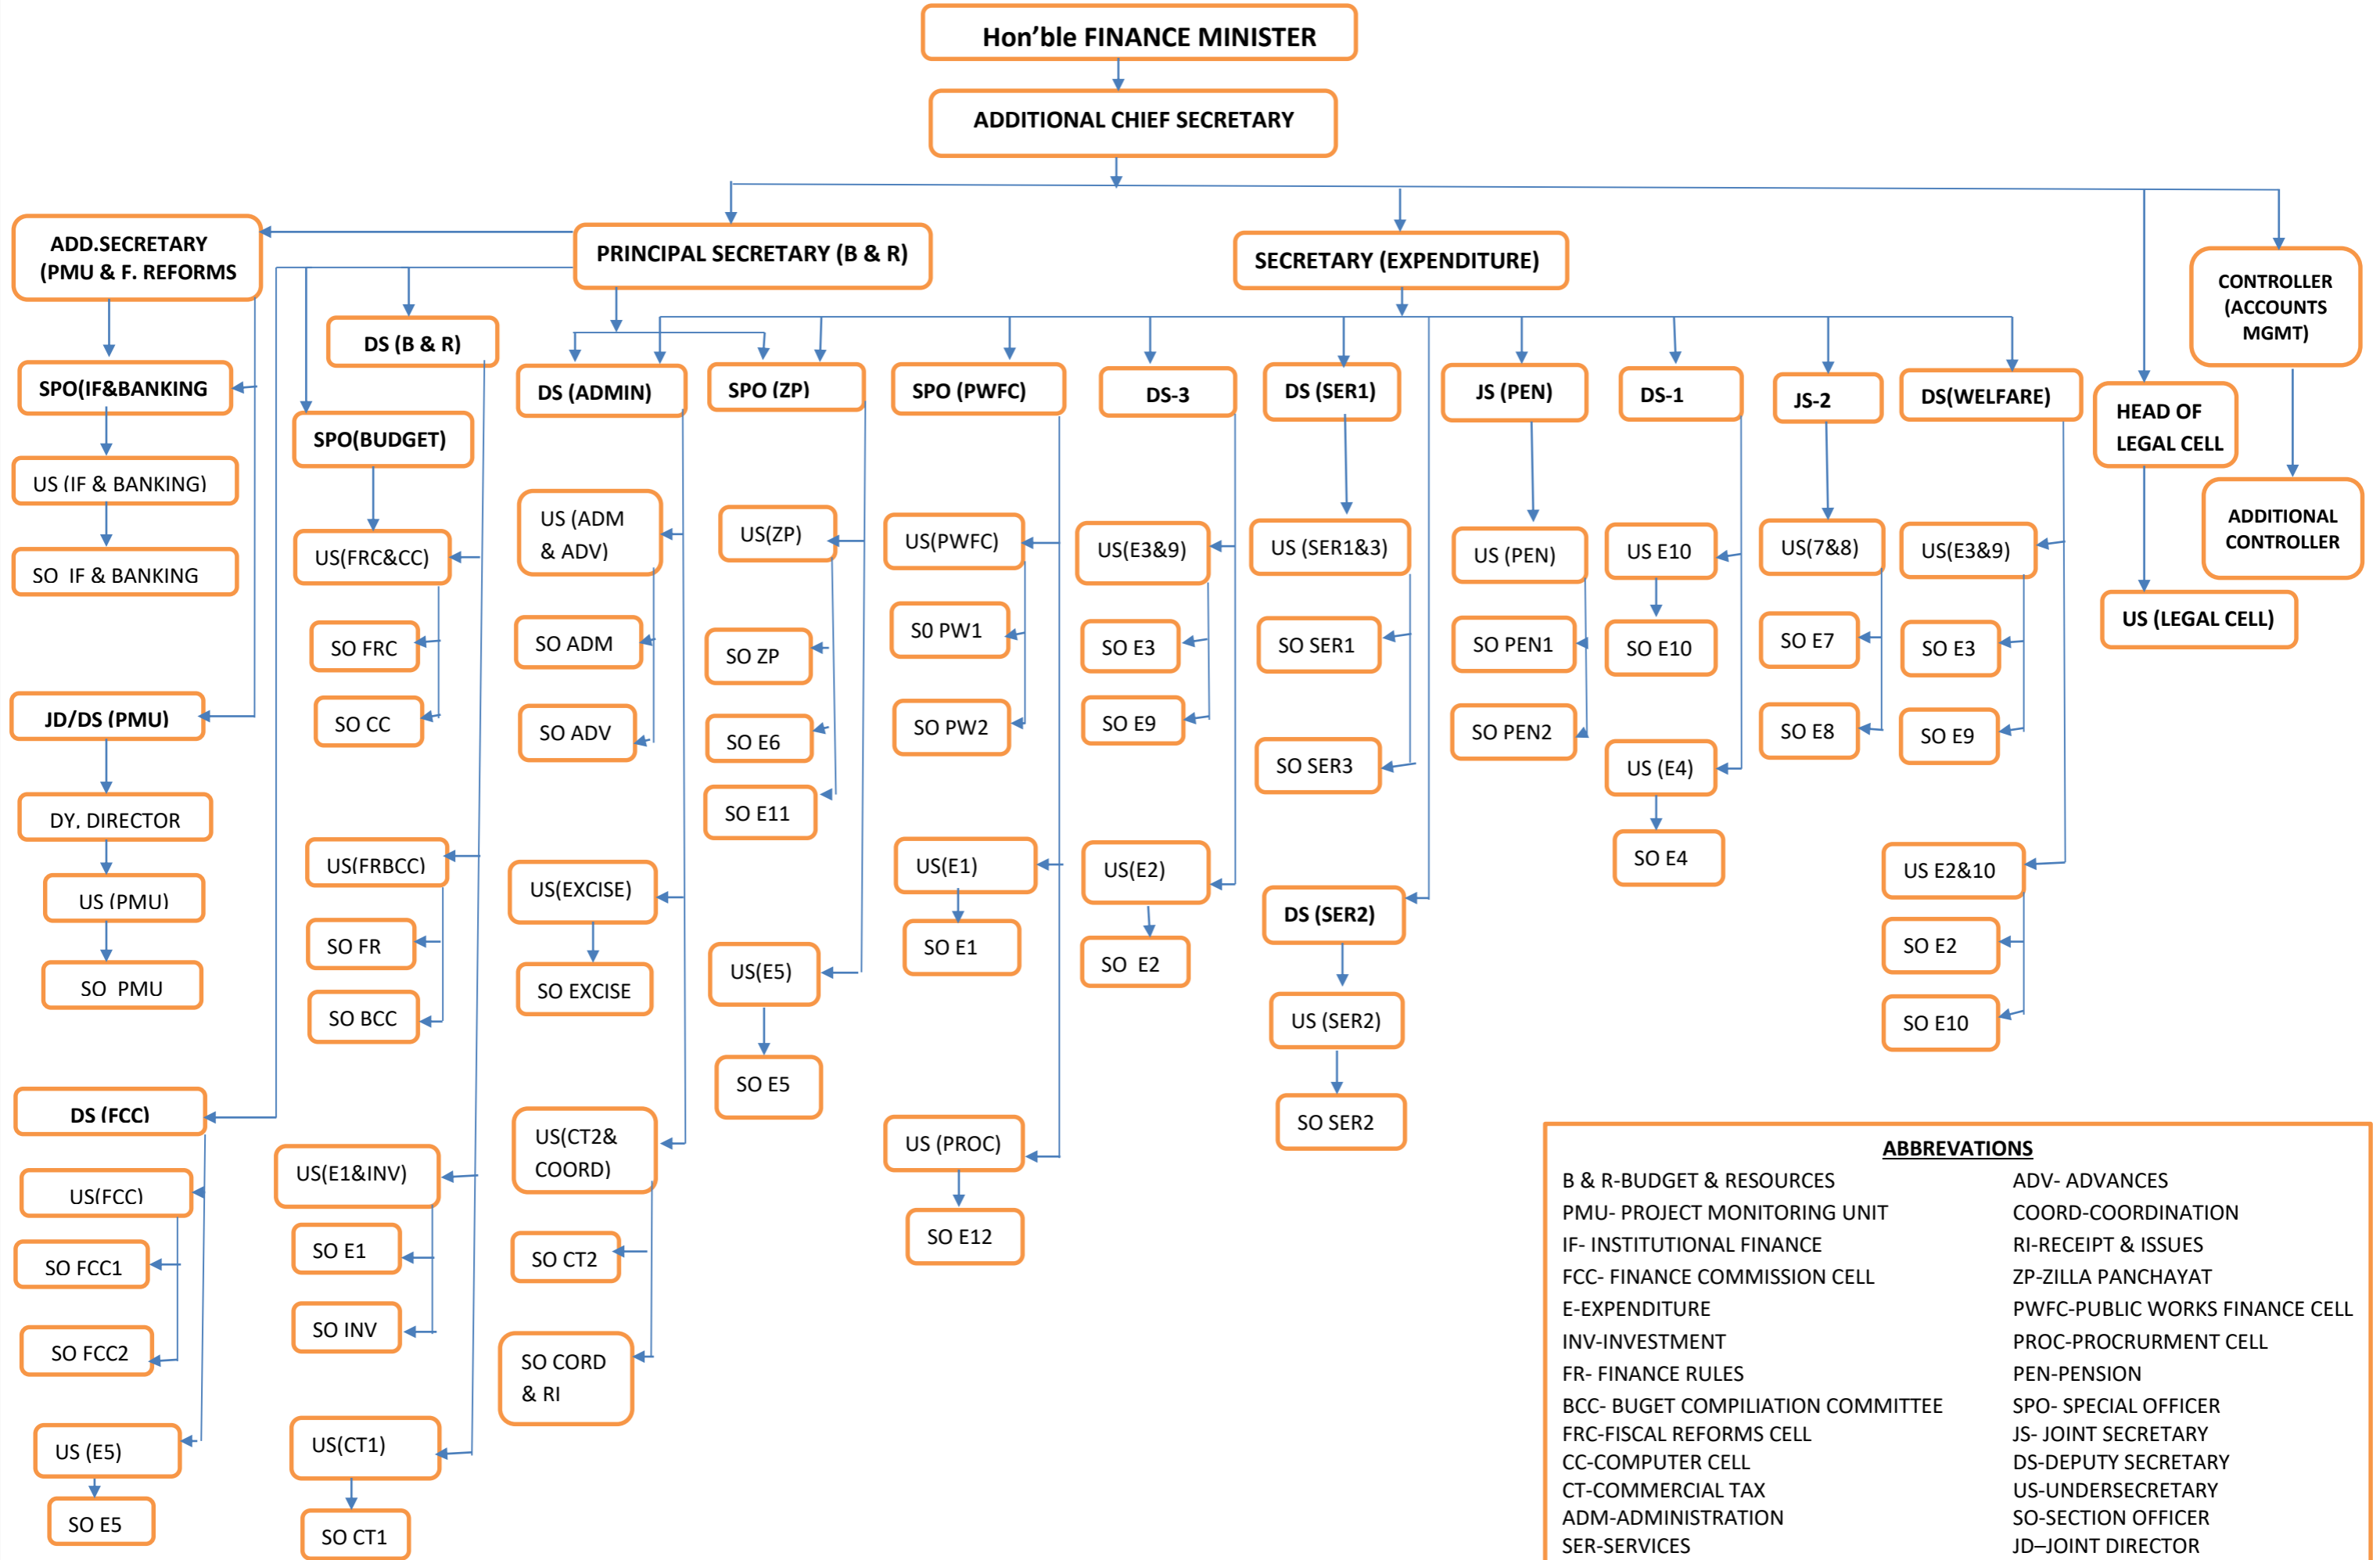 Hon’ble FINANCE MINISTER
ADDITIONAL CHIEF SECRETARY
ADD.SECRETARY
(PMU & F. REFORMS
PRINCIPAL SECRETARY (B & R)
SECRETARY (EXPENDITURE)
CONTROLLER
(ACCOUNTS
MGMT)
HEAD OF
LEGAL CELL
ADDITIONAL
CONTROLLER
US (LEGAL CELL)
SPO(IF&BANKING
US (IF & BANKING)
SO IF & BANKING
JD/DS (PMU)
DY. DIRECTOR
US (PMU)
SO PMU
DS (FCC)
US(FCC)
SO FCC1
SO FCC2
US (E5)
SO E5
DS (B & R)
SPO(BUDGET)
US(FRC&CC)
SO FRC
SO CC
US(FRBCC)
SO FR
SO BCC
US(E1&INV)
SO E1
SO INV
US(CT1)
SO CT1
DS (ADMIN)
US (ADM
& ADV)
SO ADM
SO ADV
US(EXCISE)
SO EXCISE
US(CT2&
COORD)
SO CT2
SO CORD
& RI
SPO (ZP)
US(ZP)
SO ZP
SO E6
SO E11
US(E5)
SO E5
SPO (PWFC)
US(PWFC)
S0 PW1
SO PW2
US(E1)
SO E1
US (PROC)
SO E12
DS-3
US(E3&9)
SO E3
SO E9
US(E2)
SO E2
DS (SER1)
US (SER1&3)
SO SER1
SO SER3
DS (SER2)
US (SER2)
SO SER2
JS (PEN)
US (PEN)
SO PEN1
SO PEN2
DS-1
US E10
SO E10
US (E4)
SO E4
JS-2
US(7&8)
SO E7
SO E8
DS(WELFARE)
US(E3&9)
SO E3
SO E9
US E2&10
SO E2
SO E10
ABBREVATIONS
B & R-BUDGET & RESOURCES
PMU- PROJECT MONITORING UNIT
IF- INSTITUTIONAL FINANCE
FCC- FINANCE COMMISSION CELL
E-EXPENDITURE
INV-INVESTMENT
FR- FINANCE RULES
BCC- BUGET COMPILIATION COMMITTEE
FRC-FISCAL REFORMS CELL
CC-COMPUTER CELL
CT-COMMERCIAL TAX
ADM-ADMINISTRATION
SER-SERVICES
ADV- ADVANCES
COORD-COORDINATION
RI-RECEIPT & ISSUES
ZP-ZILLA PANCHAYAT
PWFC-PUBLIC WORKS FINANCE CELL
PROC-PROCRURMENT CELL
PEN-PENSION
SPO- SPECIAL OFFICER
JS- JOINT SECRETARY
DS-DEPUTY SECRETARY
US-UNDERSECRETARY
SO-SECTION OFFICER
JD–JOINT DIRECTOR